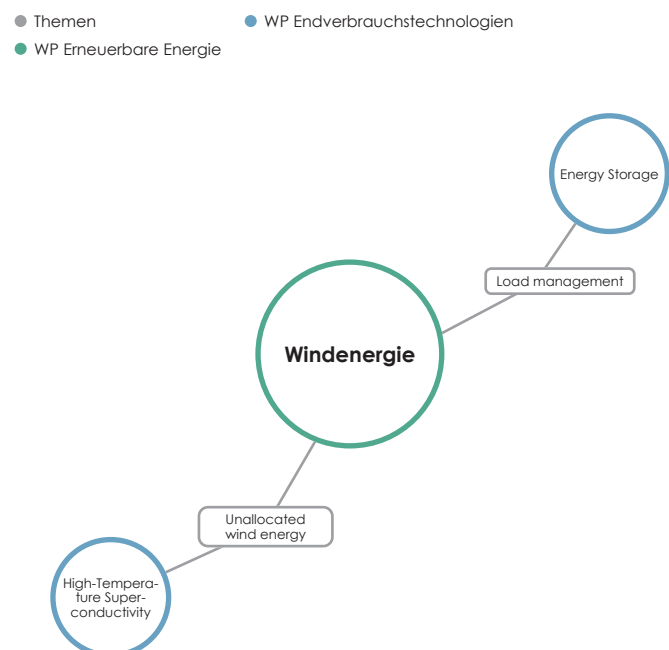 Themen
WP Endverbrauchstechnologien
WP Erneuerbare Energie
Energy Storage
Load management
Windenergie
Unallocated
wind energy
High-Tempera-
ture Super-
conductivity